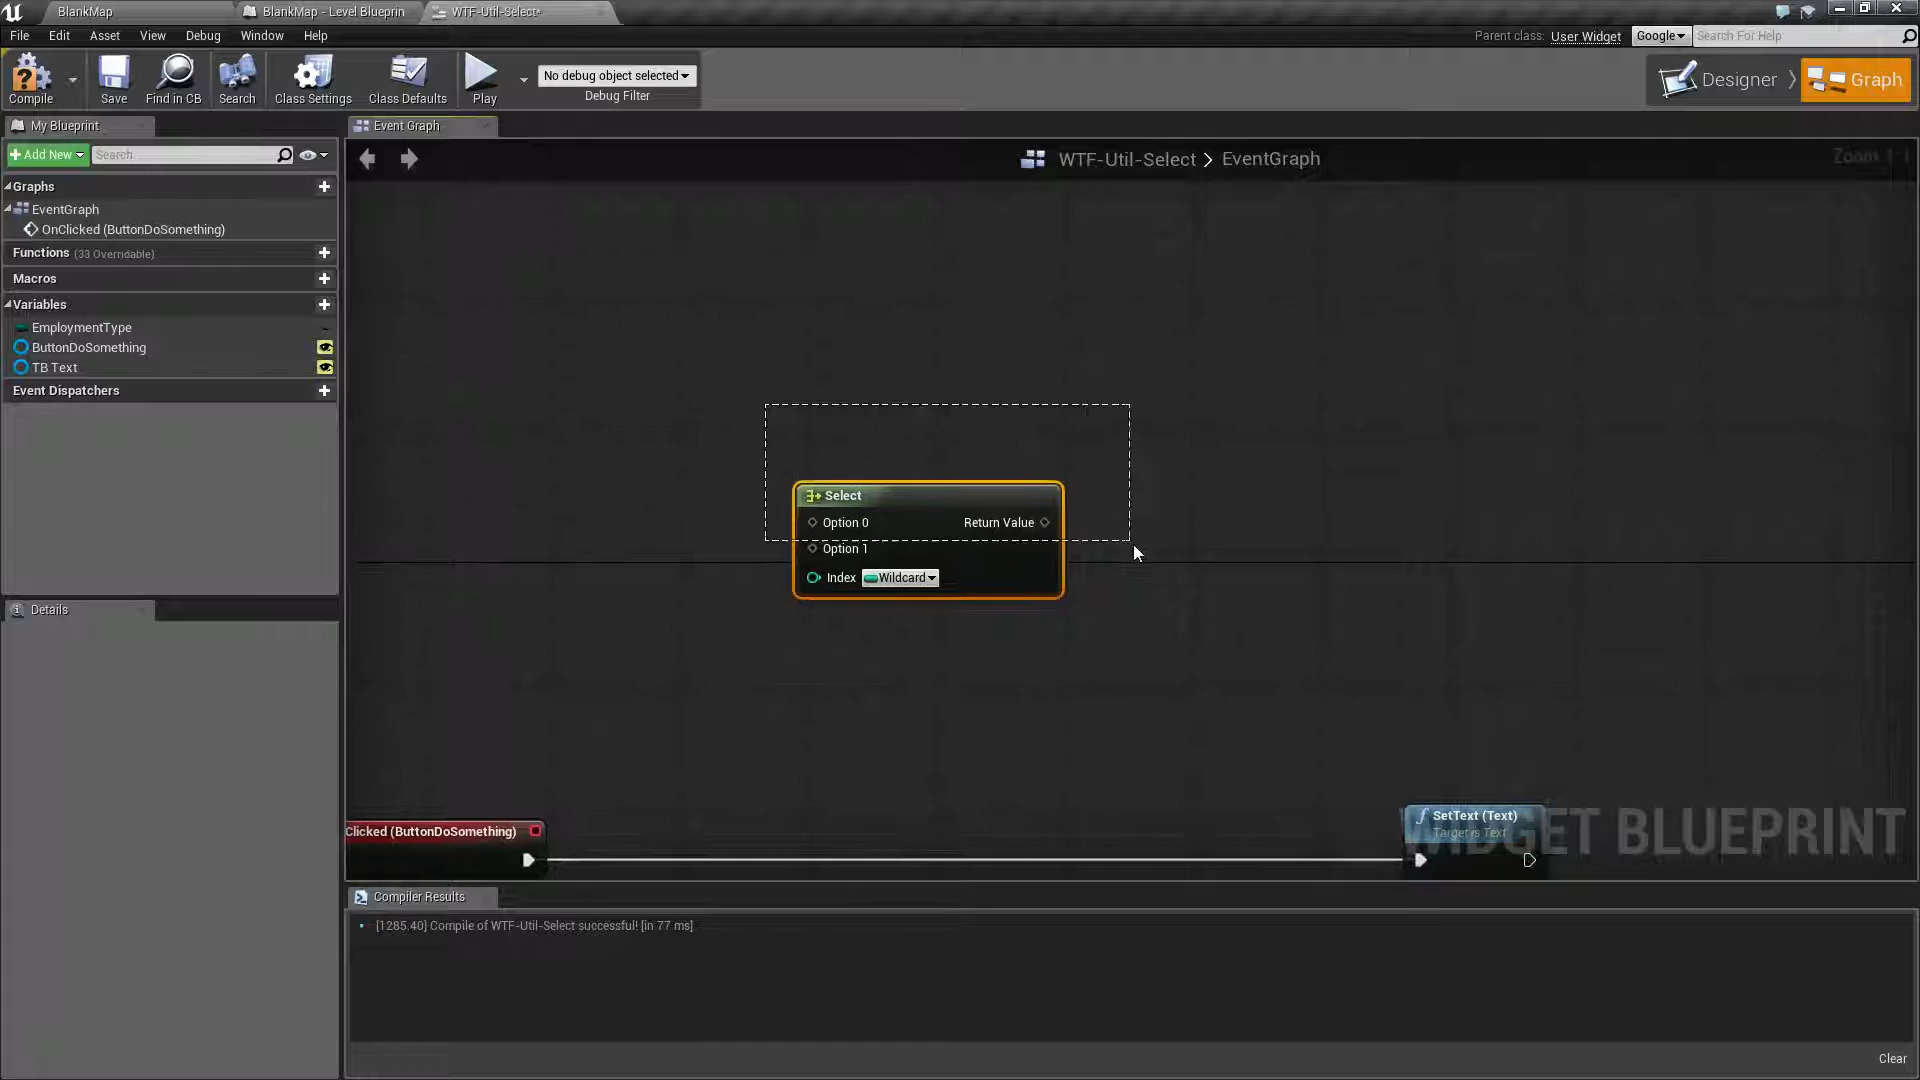 BlankMap
BlankMap - Level Blueprin
WTF-Util-Select*
File
Edit
Asset
View
Debug
Window
Help
Parent class:
User Widget
Google
Search For Help
Compile
Save
Find in CB
Search
Class Settings
Class Defaults
Play
No debug object selected
Debug Filter
Designer
Graph
My Blueprint
Event Graph
+ Add New
Search
WTF-Util-Select > EventGraph
Zoom 1:1
Graphs
EventGraph
OnClicked (ButtonDoSomething)
Functions (33 Overridable)
Macros
Variables
EmploymentType
ButtonDoSomething
TB Text
Event Dispatchers
Select
Option 0
Return Value
Option 1
Index
Wildcard
Details
Clicked (ButtonDoSomething)
f SetText (Text)
Target is Text
WIDGET BLUEPRINT
Compiler Results
[1285.40] Compile of WTF-Util-Select successful! [in 77 ms]
Clear